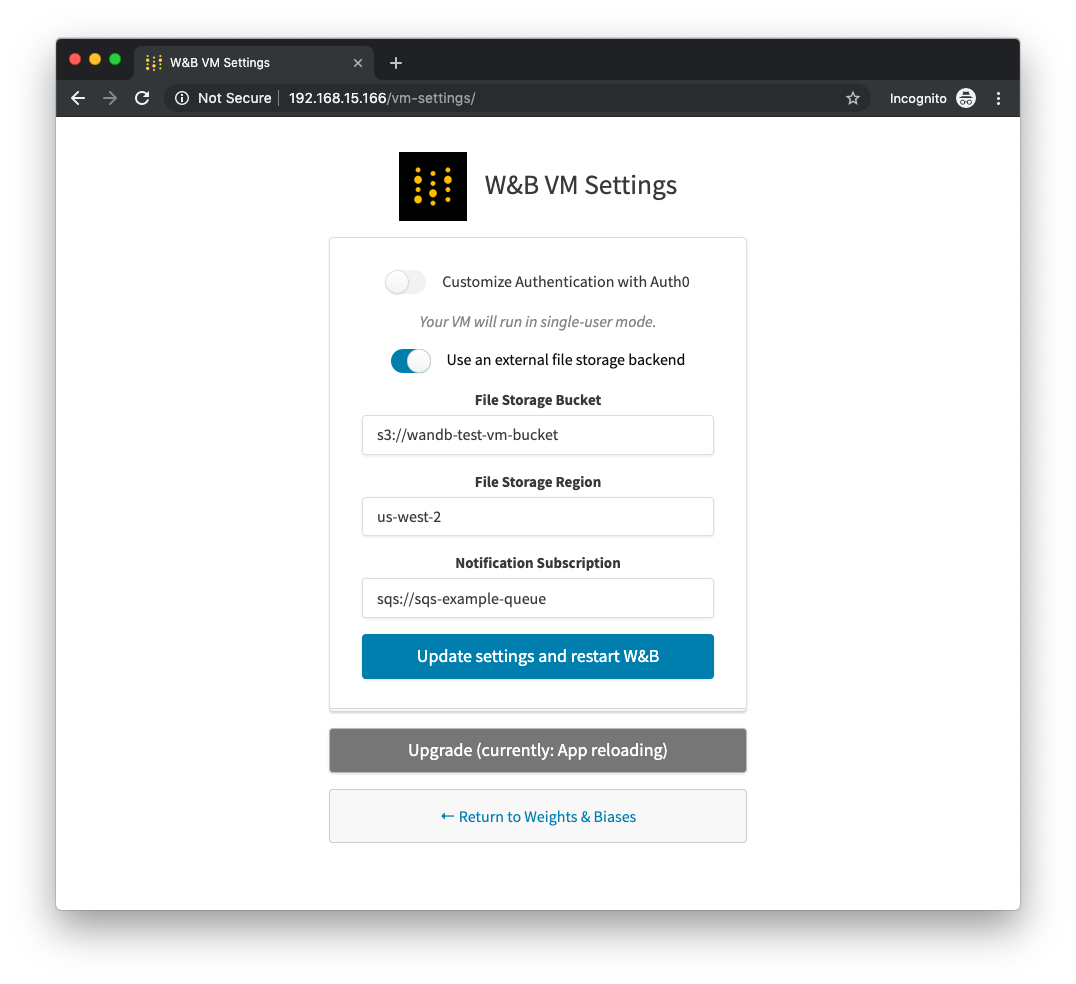 W&B VM Settings
Not Secure 192.168.15.166/vm-settings/
Incognito
W&B VM Settings
Customize Authentication with Auth0
Your VM will run in single-user mode.
Use an external file storage backend
File Storage Bucket
s3://wandb-test-vm-bucket
File Storage Region
us-west-2
Notification Subscription
sqs://sqs-example-queue
Update settings and restart W&B
Upgrade (currently: App reloading)
← Return to Weights & Biases